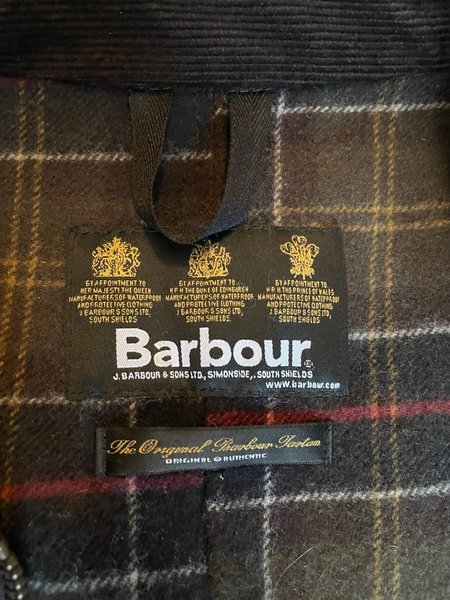 BY APPOINTMENT TO
HER MAJESTY THE QUEEN
MANUFACTURERS OF WATERPROOF
AND PROTECTIVE CLOTHING
J BARBOUR & SONS LTD.
SOUTH SHIELDS
BY APPOINTMENT TO
H.R.H. THE DUKE OF EDINBURGH
MANUFACTURERS OF WATERPROOF
AND PROTECTIVE CLOTHING
J BARBOUR & SONS LTD.
SOUTH SHIELDS
BY APPOINTMENT TO
H.R.H. THE PRINCE OF WALES
MANUFACTURERS OF WATERPROOF
AND PROTECTIVE CLOTHING
J BARBOUR & SONS LTD.
SOUTH SHIELDS
Barbour®
J. BARBOUR & SONS LTD., SIMONSIDE,. SOUTH SHIELDS
www.barbour.com
The Original Barbour Tartan
ORIGINAL @ AUTHENTIC